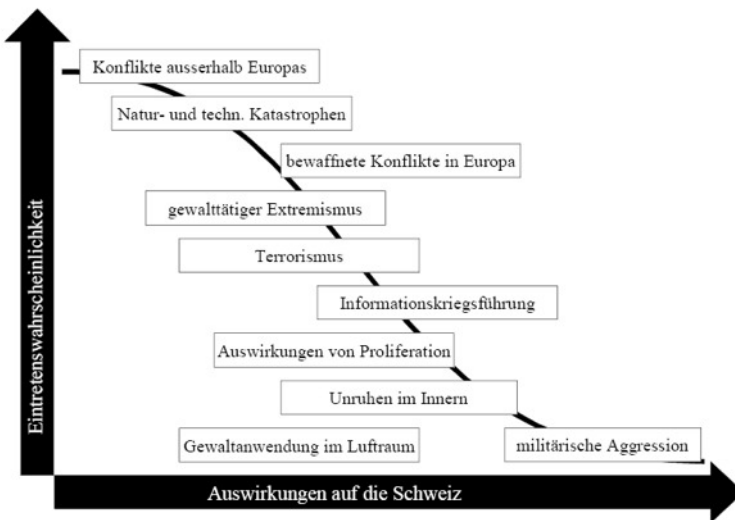 Konflikte ausserhalb Europas
Natur- und techn. Katastrophen
bewaffnete Konflikte in Europa
gewalttätiger Extremismus
Terrorismus
Informationskriegsführung
Auswirkungen von Proliferation
Unruhen im Innern
Gewaltanwendung im Luftraum
militärische Aggression
Eintretenswahrscheinlichkeit
Auswirkungen auf die Schweiz